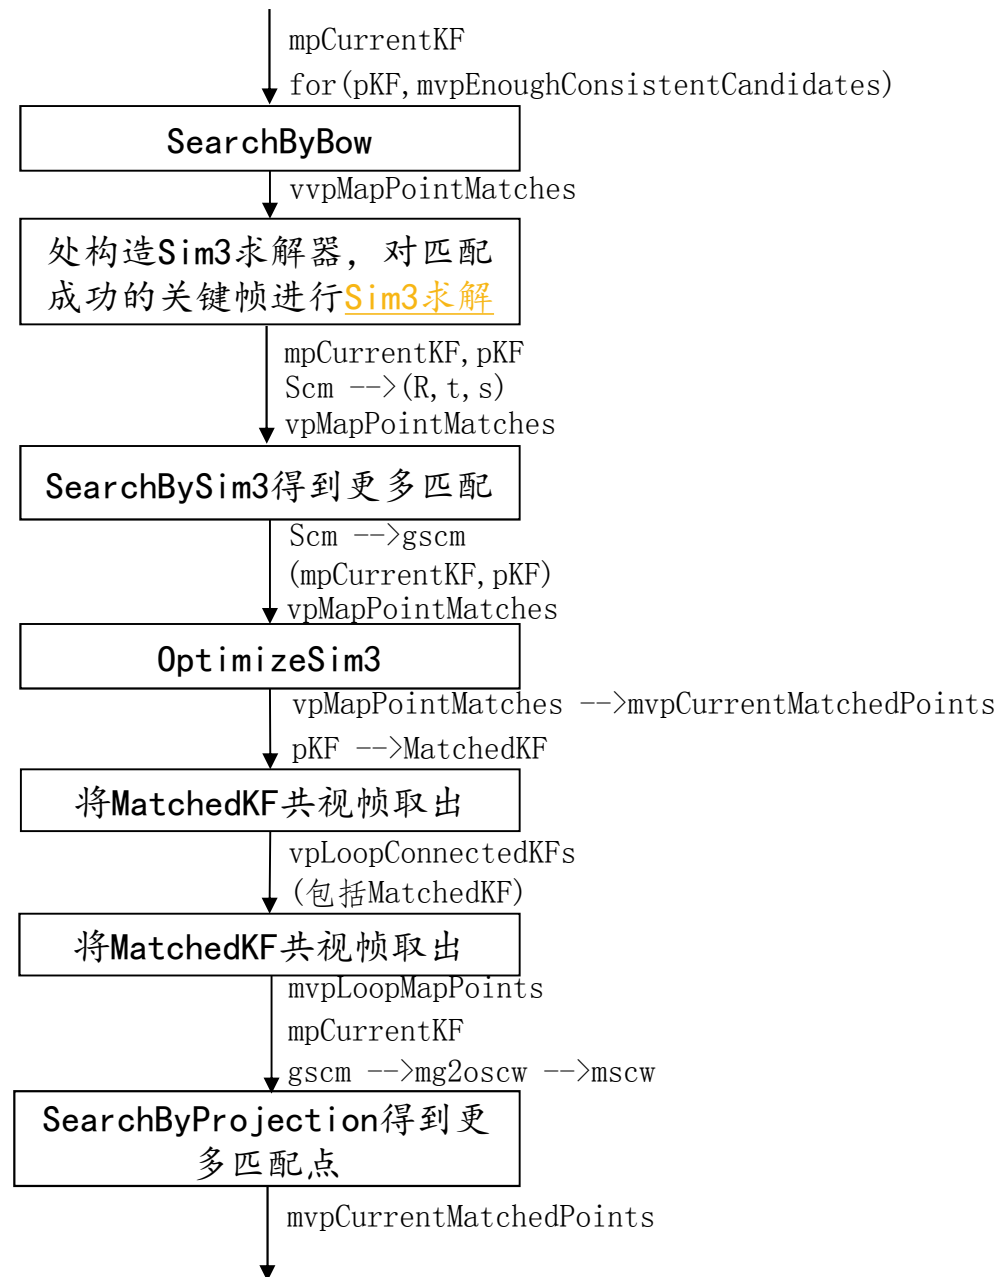 mpCurrentKF
for(pKF,mvpEnoughConsistentCandidates)
SearchByBow
vvpMapPointMatches
处构造Sim3求解器，对匹配
成功的关键帧进行Sim3求解
mpCurrentKF,pKF
Scm -->(R,t,s)
vpMapPointMatches
SearchBySim3得到更多匹配
Scm -->gscm
(mpCurrentKF,pKF)
vpMapPointMatches
OptimizeSim3
vpMapPointMatches -->mvpCurrentMatchedPoints
pKF -->MatchedKF
将MatchedKF共视帧取出
vpLoopConnectedKFs
(包括MatchedKF)
将MatchedKF共视帧取出
mvpLoopMapPoints
mpCurrentKF
gscm -->mg2oscw -->mscw
SearchByProjection得到更
多匹配点
mvpCurrentMatchedPoints